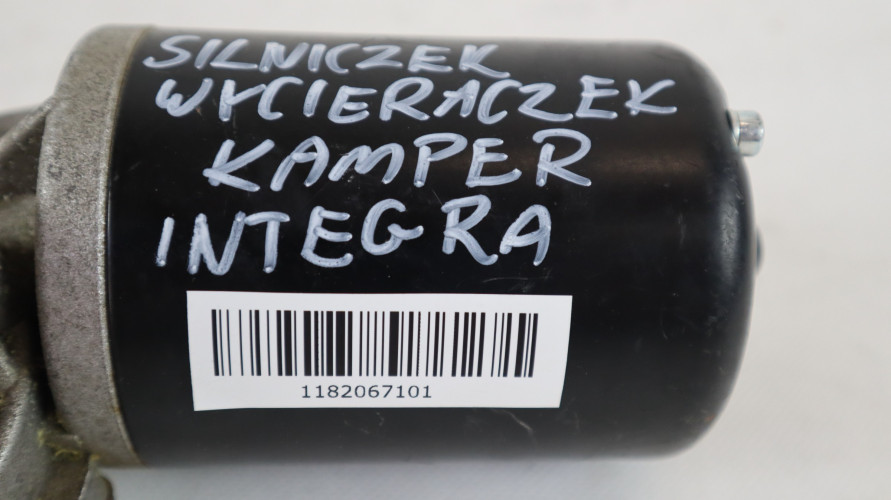 SILNICZEK
WYCIERACZEK
KAMPER
INTEGRA
1182067101